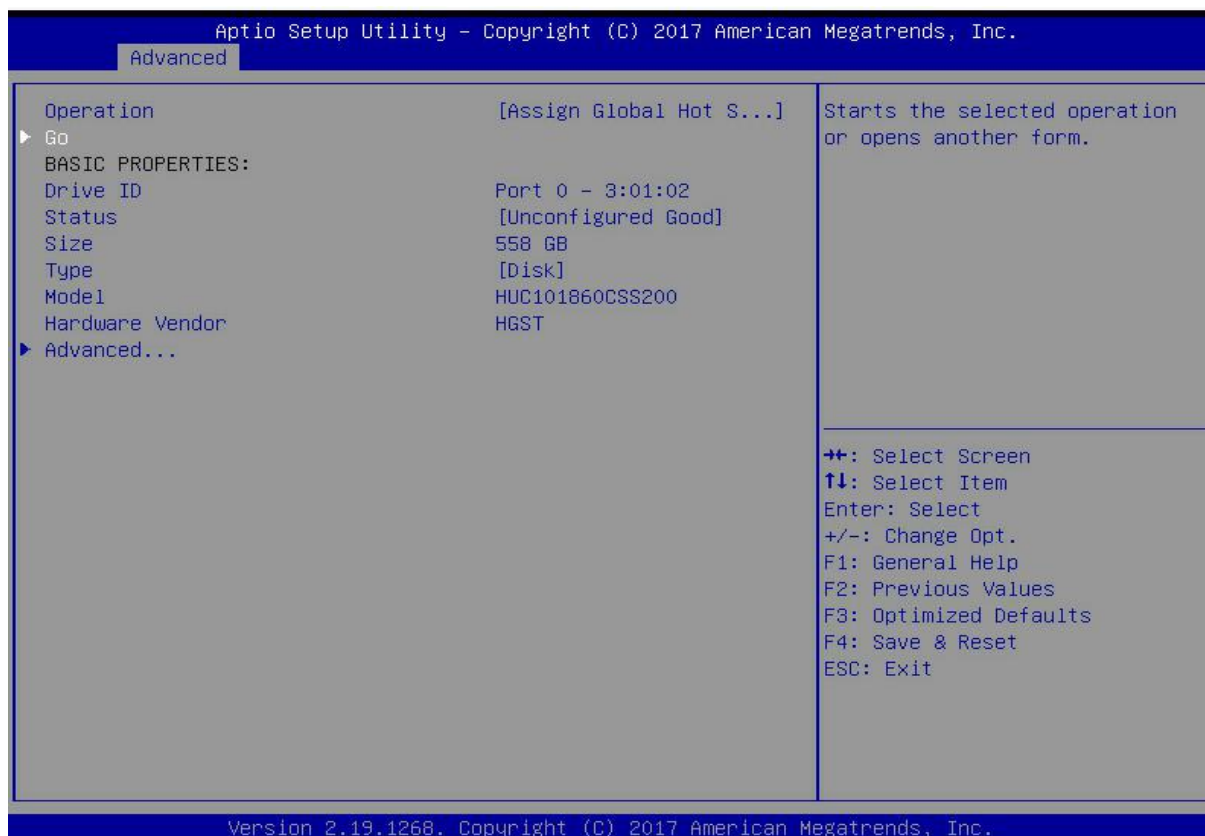 Aptio Setup Utility – Copyright (C) 2017 American Megatrends, Inc.
Advanced
Operation [Assign Global Hot S...]
Go
BASIC PROPERTIES:
Drive ID Port 0 – 3:01:02
Status [Unconfigured Good]
Size 558 GB
Type [Disk]
Model HUC101860CSS200
Hardware Vendor HGST
Advanced...
Starts the selected operation
or opens another form.
→←: Select Screen
↑↓: Select Item
Enter: Select
+/-: Change Opt.
F1: General Help
F2: Previous Values
F3: Optimized Defaults
F4: Save & Reset
ESC: Exit
Version 2.19.1268. Copyright (C) 2017 American Megatrends, Inc.